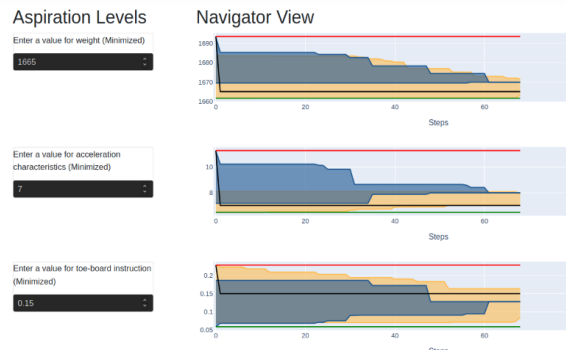 Aspiration Levels
Navigator View
Enter a value for weight (Minimized)
1665
1690
1680
1670
1660
0
20
40
60
Steps
Enter a value for acceleration
characteristics (Minimized)
7
10
8
0
20
40
60
Steps
Enter a value for toe-board instruction
(Minimized)
0.15
0.2
0.15
0.1
0.05
0
20
40
60
Steps